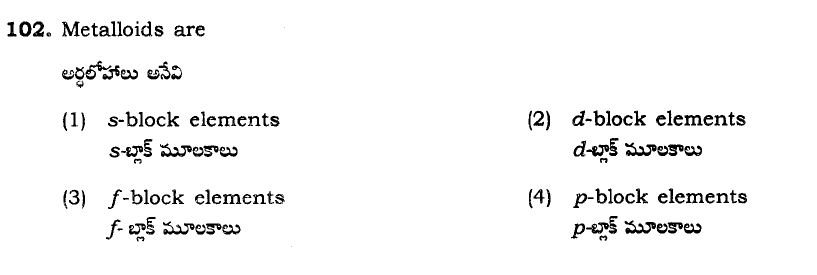 102. Metalloids are
అర్ధలోహాలు అనేవి
(1) s-block elements (2) d-block elements
s-బ్లాక్ మూలకాలు d-బ్లాక్ మూలకాలు
(3) f-block elements (4) p-block elements
f- బ్లాక్ మూలకాలు p-బ్లాక్ మూలకాలు